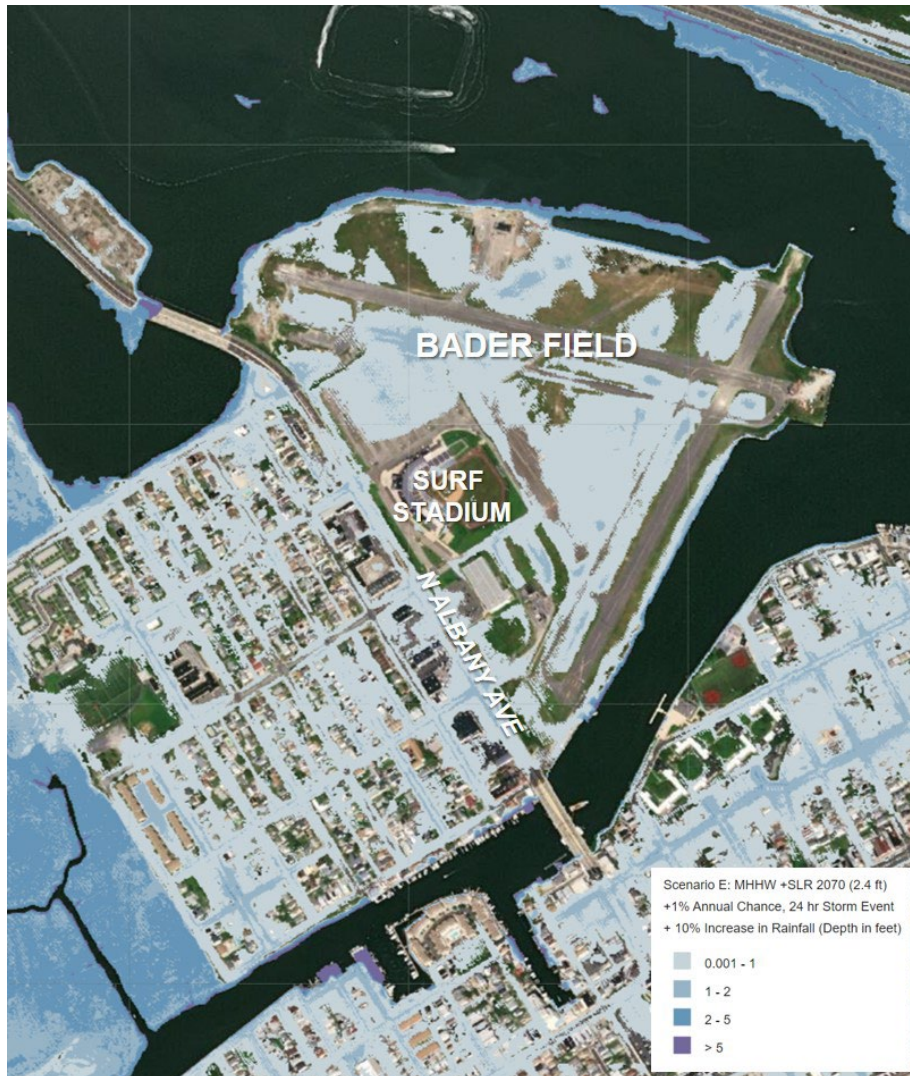 BADER FIELD
SURF
STADIUM
N ALBANY AVE
Scenario E: MHHW +SLR 2070 (2.4 ft)
+1% Annual Chance, 24 hr Storm Event
+ 10% Increase in Rainfall (Depth in feet)
0.001 - 1
1 - 2
2 - 5
> 5